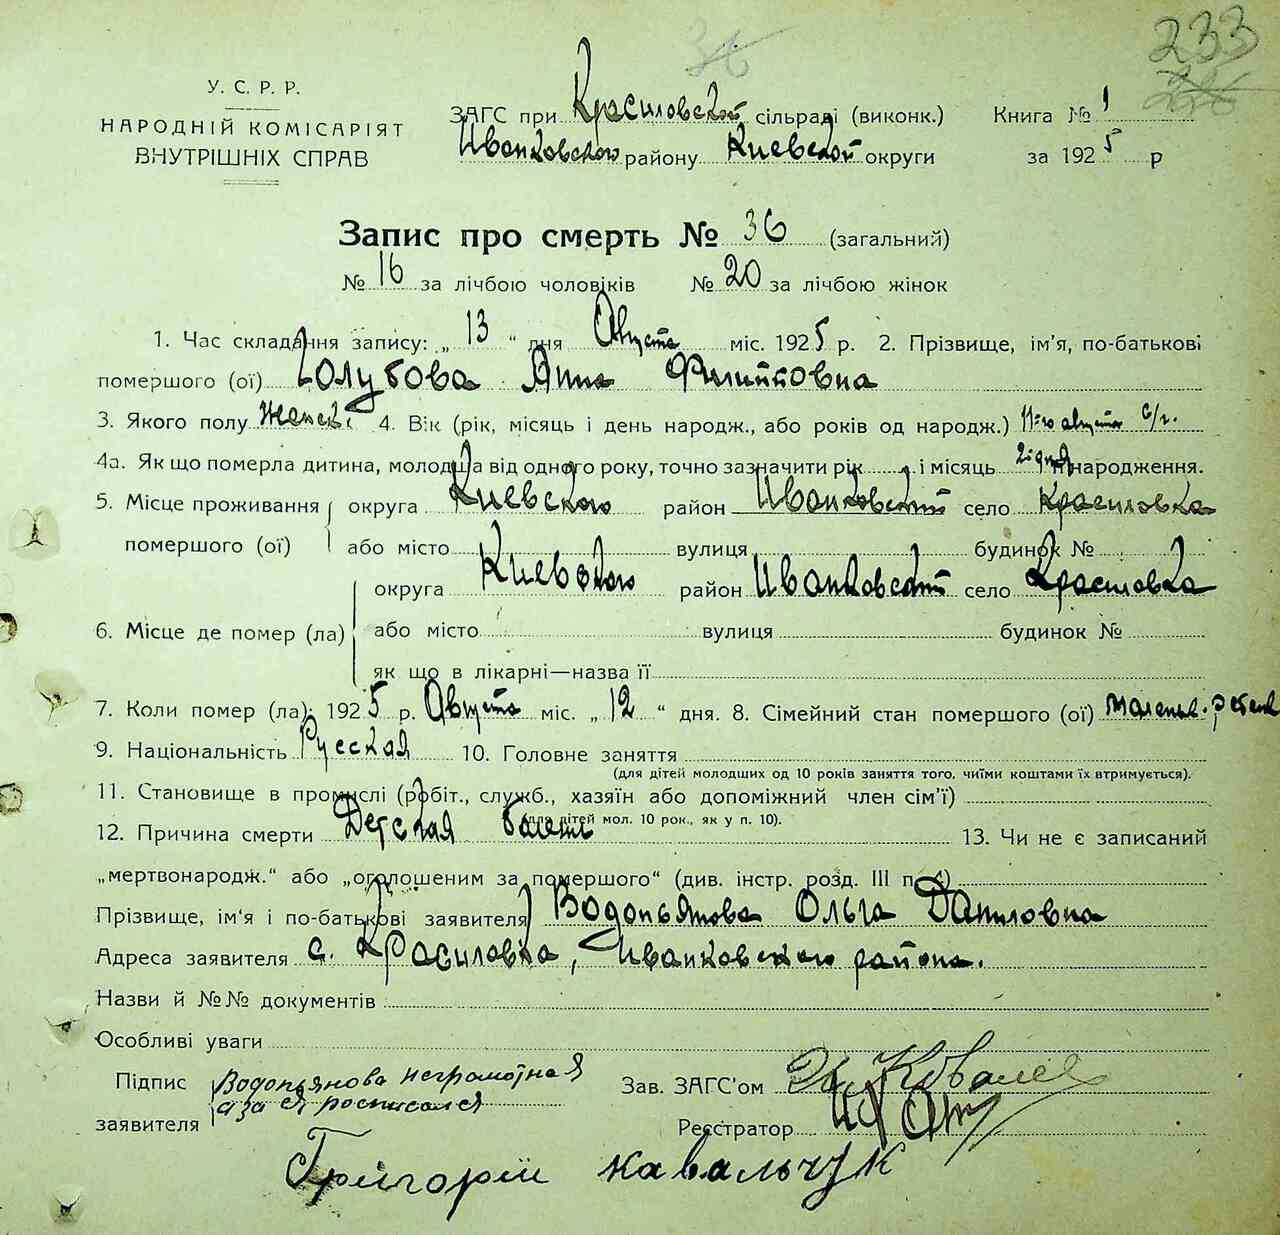 36
233
У. С. Р. Р.
НАРОДНІЙ КОМІСАРІЯТ
ВНУТРІШНІХ СПРАВ
ЗАГС при Красиловской сільраді (виконк.)
Иванковского району Киевской округи
Книга № 1
за 1925 р
Запис про смерть № 36 (загальний)
№ 16 за лічбою чоловіків № 20 за лічбою жінок
1. Час складання запису: „ 13 “ дня Августа міс. 1925 р. 2. Прізвище, ім'я, по-батькові
помершого (ої) Голубова Анна Филипповна
3. Якого полу Женск. 4. Вік (рік, місяць і день народж., або років од народж.) 11-го августа с/г.
4а. Як що померла дитина, молодша від одного року, точно зазначити рік і місяць народження.
5. Місце проживання округа Киевского район Иванковский село Красиловка
помершого (ої) або місто вулиця будинок №
округа Киевского район Иванковский село Красиловка
6. Місце де помер (ла) або місто вулиця будинок №
як що в лікарні—назва її
7. Коли помер (ла): 1925 р. Августа міс. „ 12 “ дня. 8. Сімейний стан помершого (ої)
9. Національність Русская 10. Головне заняття
(для дітей молодших од 10 років заняття того, чиїми коштами їх втримується).
11. Становище в промислі (робіт., служб., хазяїн або допоміжний член сім'ї)
(для дітей мол. 10 рок., як у п. 10).
12. Причина смерти Детская 13. Чи не є записаний
„мертвонародж.“ або „оголошеним за помершого“ (див. інстр. розд. III п. 4)
Прізвище, ім'я і по-батькові заявителя Водопьянова Ольга Даниловна
Адреса заявителя с. Красиловка, Иванковского района.
Назви й №№ документів
Особливі уваги
Підпис Водопьянова неграмотная
заявителя а за ея росписался
Зав. ЗАГС'ом
Реєстратор
Григорій Кавальчук